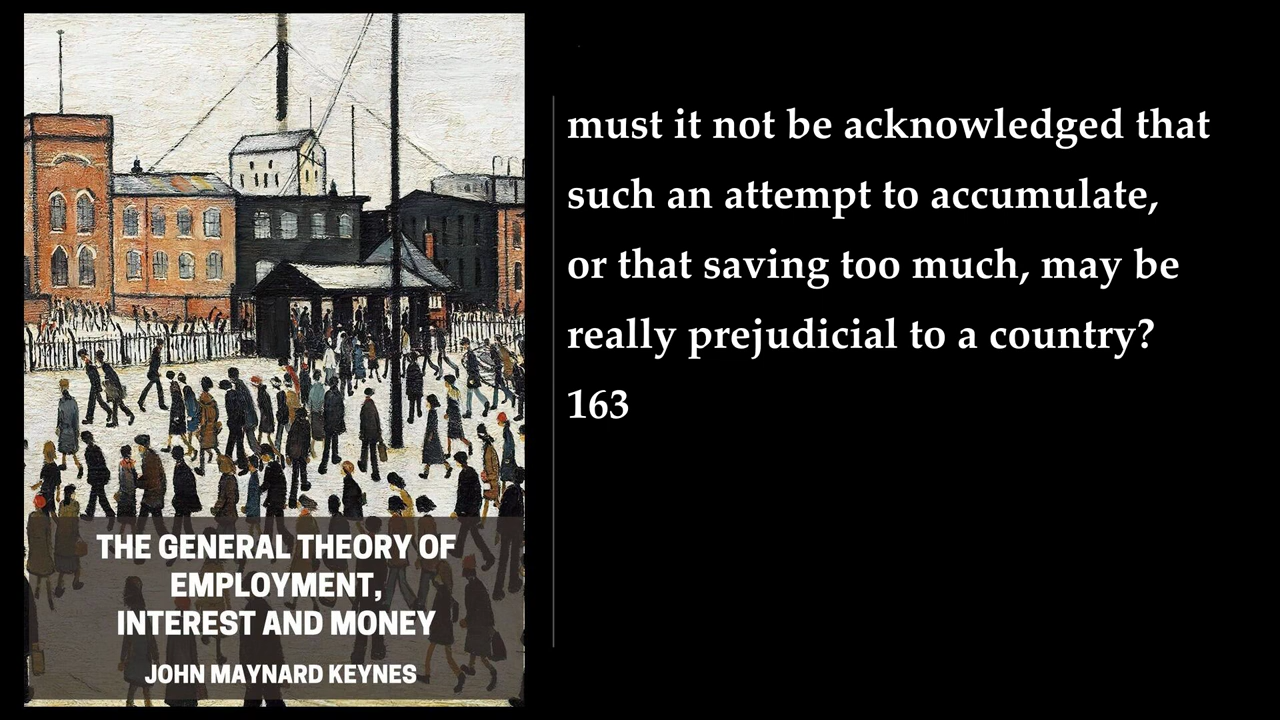 THE GENERAL THEORY OF
EMPLOYMENT,
INTEREST AND MONEY
JOHN MAYNARD KEYNES
must it not be acknowledged that
such an attempt to accumulate,
or that saving too much, may be
really prejudicial to a country?
163